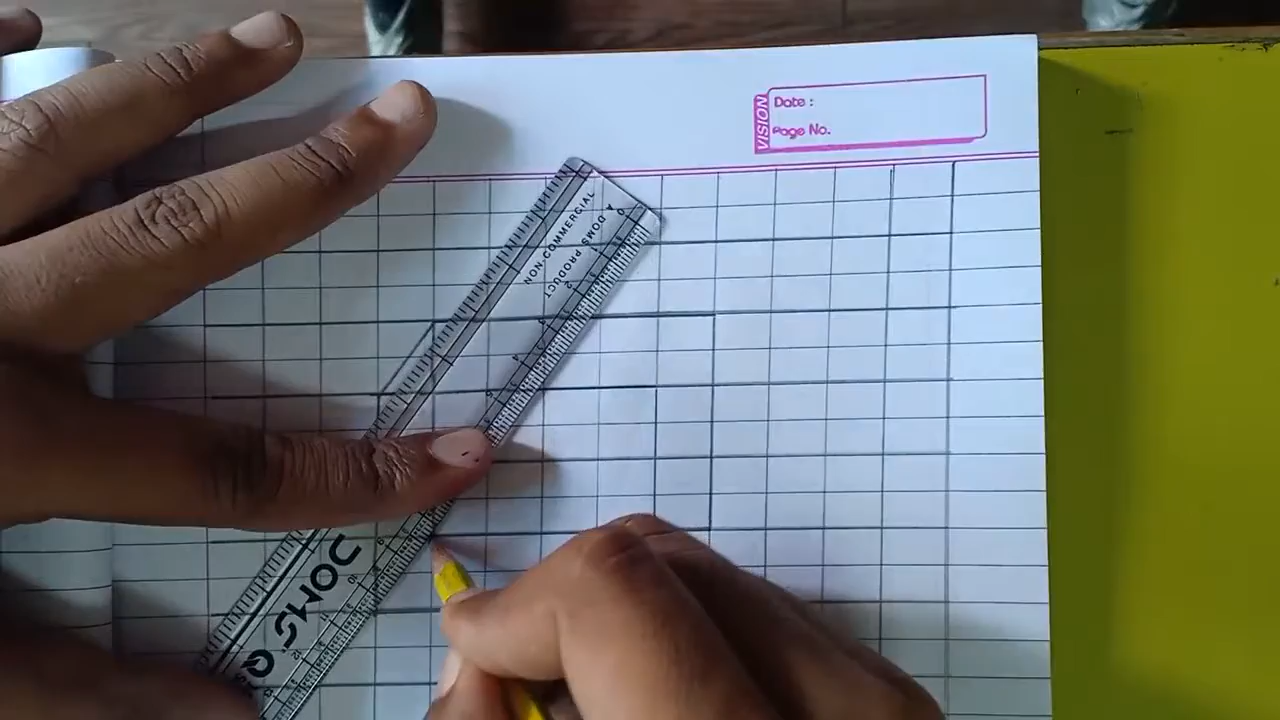 VISION
Date :
Page No.
NON-COMMERCIAL
A DOMS PRODUCT
DOMS